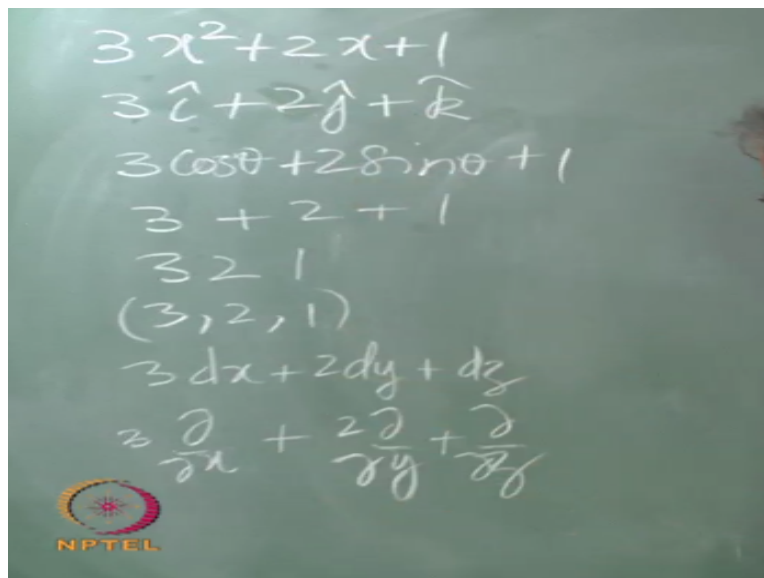 3x²+2x+1
3î+2ĵ+k̂
3cosθ+2sinθ+1
3+2+1
3 2 1
(3,2,1)
3dx+2dy+dz
3∂/∂x+2∂/∂y+∂/∂z
NPTEL